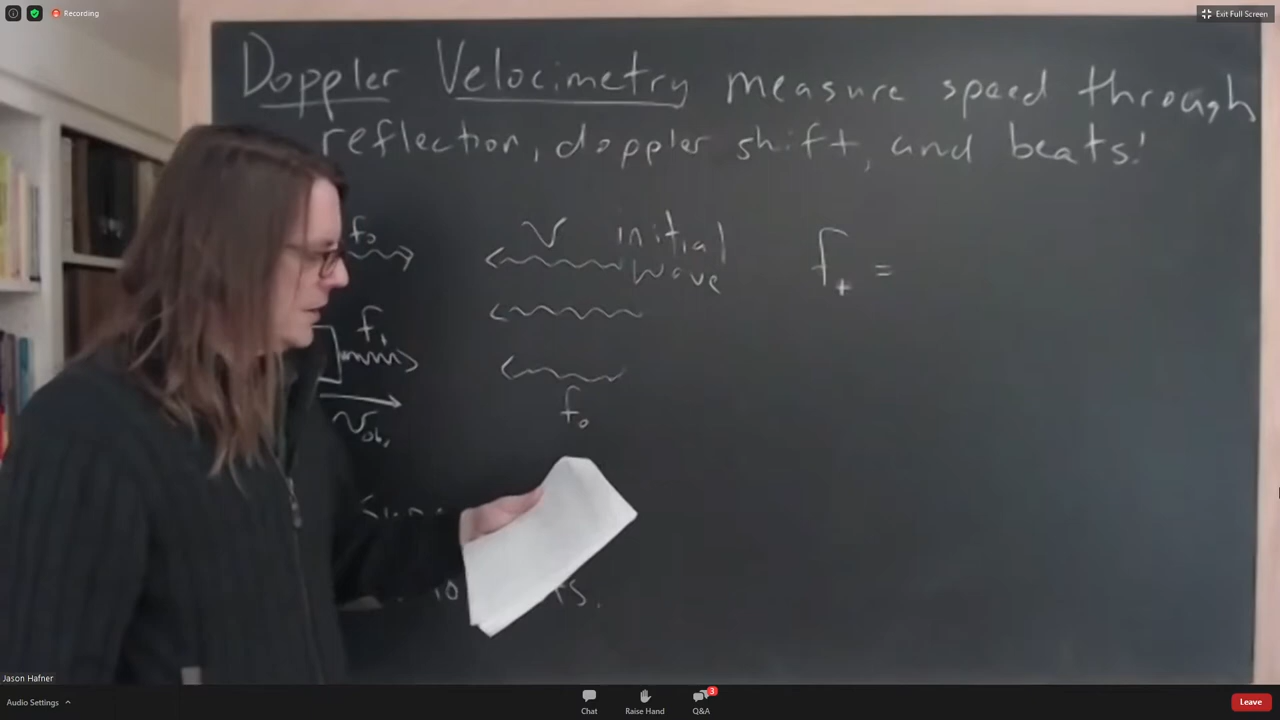 Recording
Exit Full Screen
Doppler Velocimetry measure speed through
reflection, doppler shift, and beats!
f₀
v initial
wave
f₊ =
f₁
f₀
Jason Hafner
Audio Settings
Chat
Raise Hand
Q&A
3
Leave